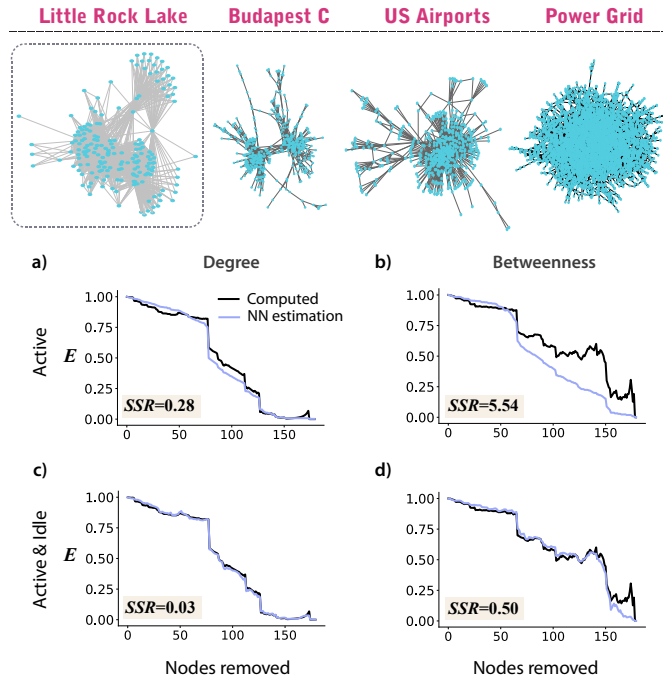 Little Rock Lake Budapest C US Airports Power Grid
a) Degree b) Betweenness
Active
E
1.00
0.75
0.50
0.25
0.00
Computed
NN estimation
SSR=0.28
0 50 100 150
1.00
0.75
0.50
0.25
0.00
SSR=5.54
0 50 100 150
c) d)
Active & Idle
E
1.00
0.75
0.50
0.25
0.00
SSR=0.03
0 50 100 150
1.00
0.75
0.50
0.25
0.00
SSR=0.50
0 50 100 150
Nodes removed Nodes removed